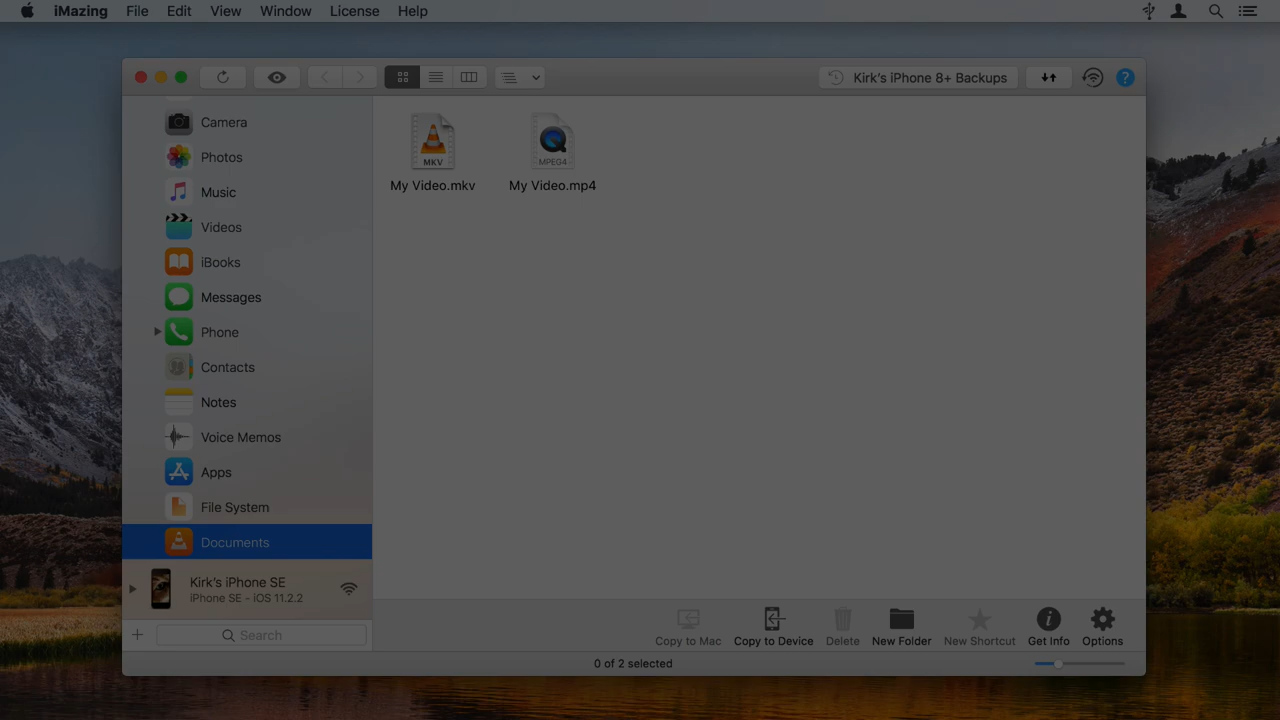 iMazing File Edit View Window License Help
Kirk's iPhone 8+ Backups
?
Camera
Photos
Music
Videos
iBooks
Messages
Phone
Contacts
Notes
Voice Memos
Apps
File System
Documents
Kirk's iPhone SE
iPhone SE - iOS 11.2.2
Search
MKV
My Video.mkv
MPEG4
My Video.mp4
Copy to Mac Copy to Device Delete New Folder New Shortcut Get Info Options
0 of 2 selected